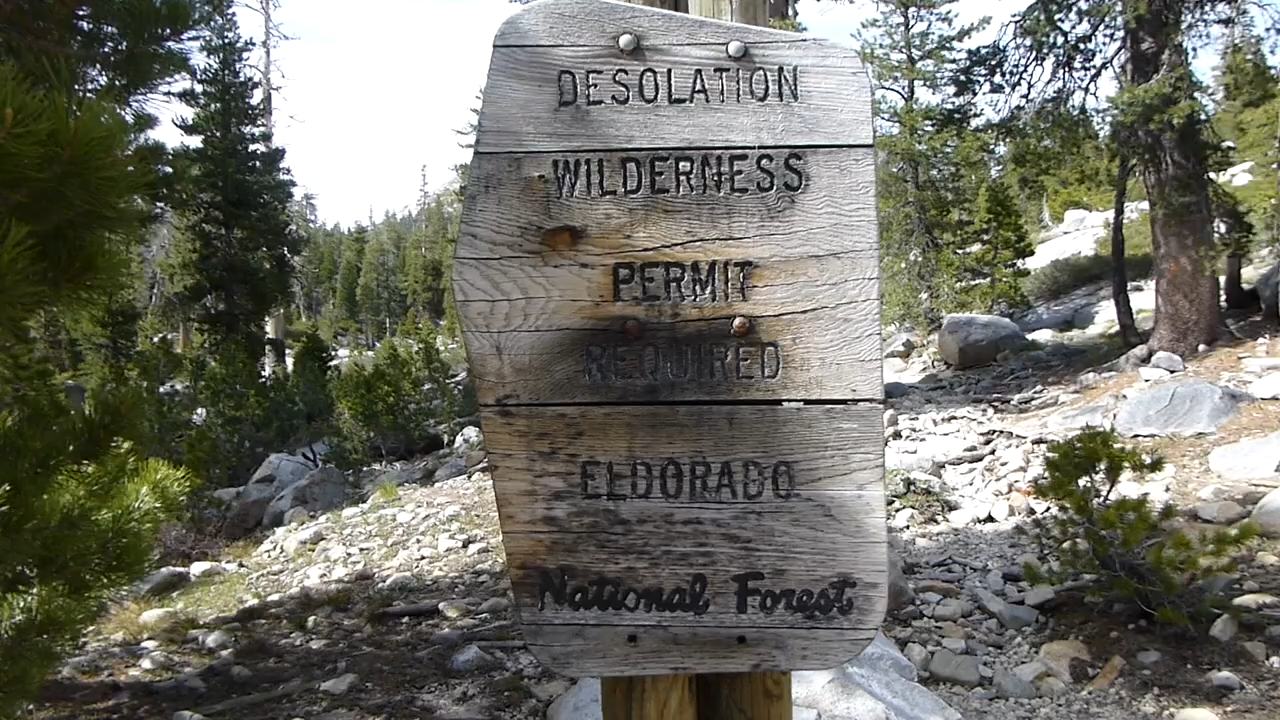 DESOLATION
WILDERNESS
PERMIT
REQUIRED
ELDORADO
National Forest